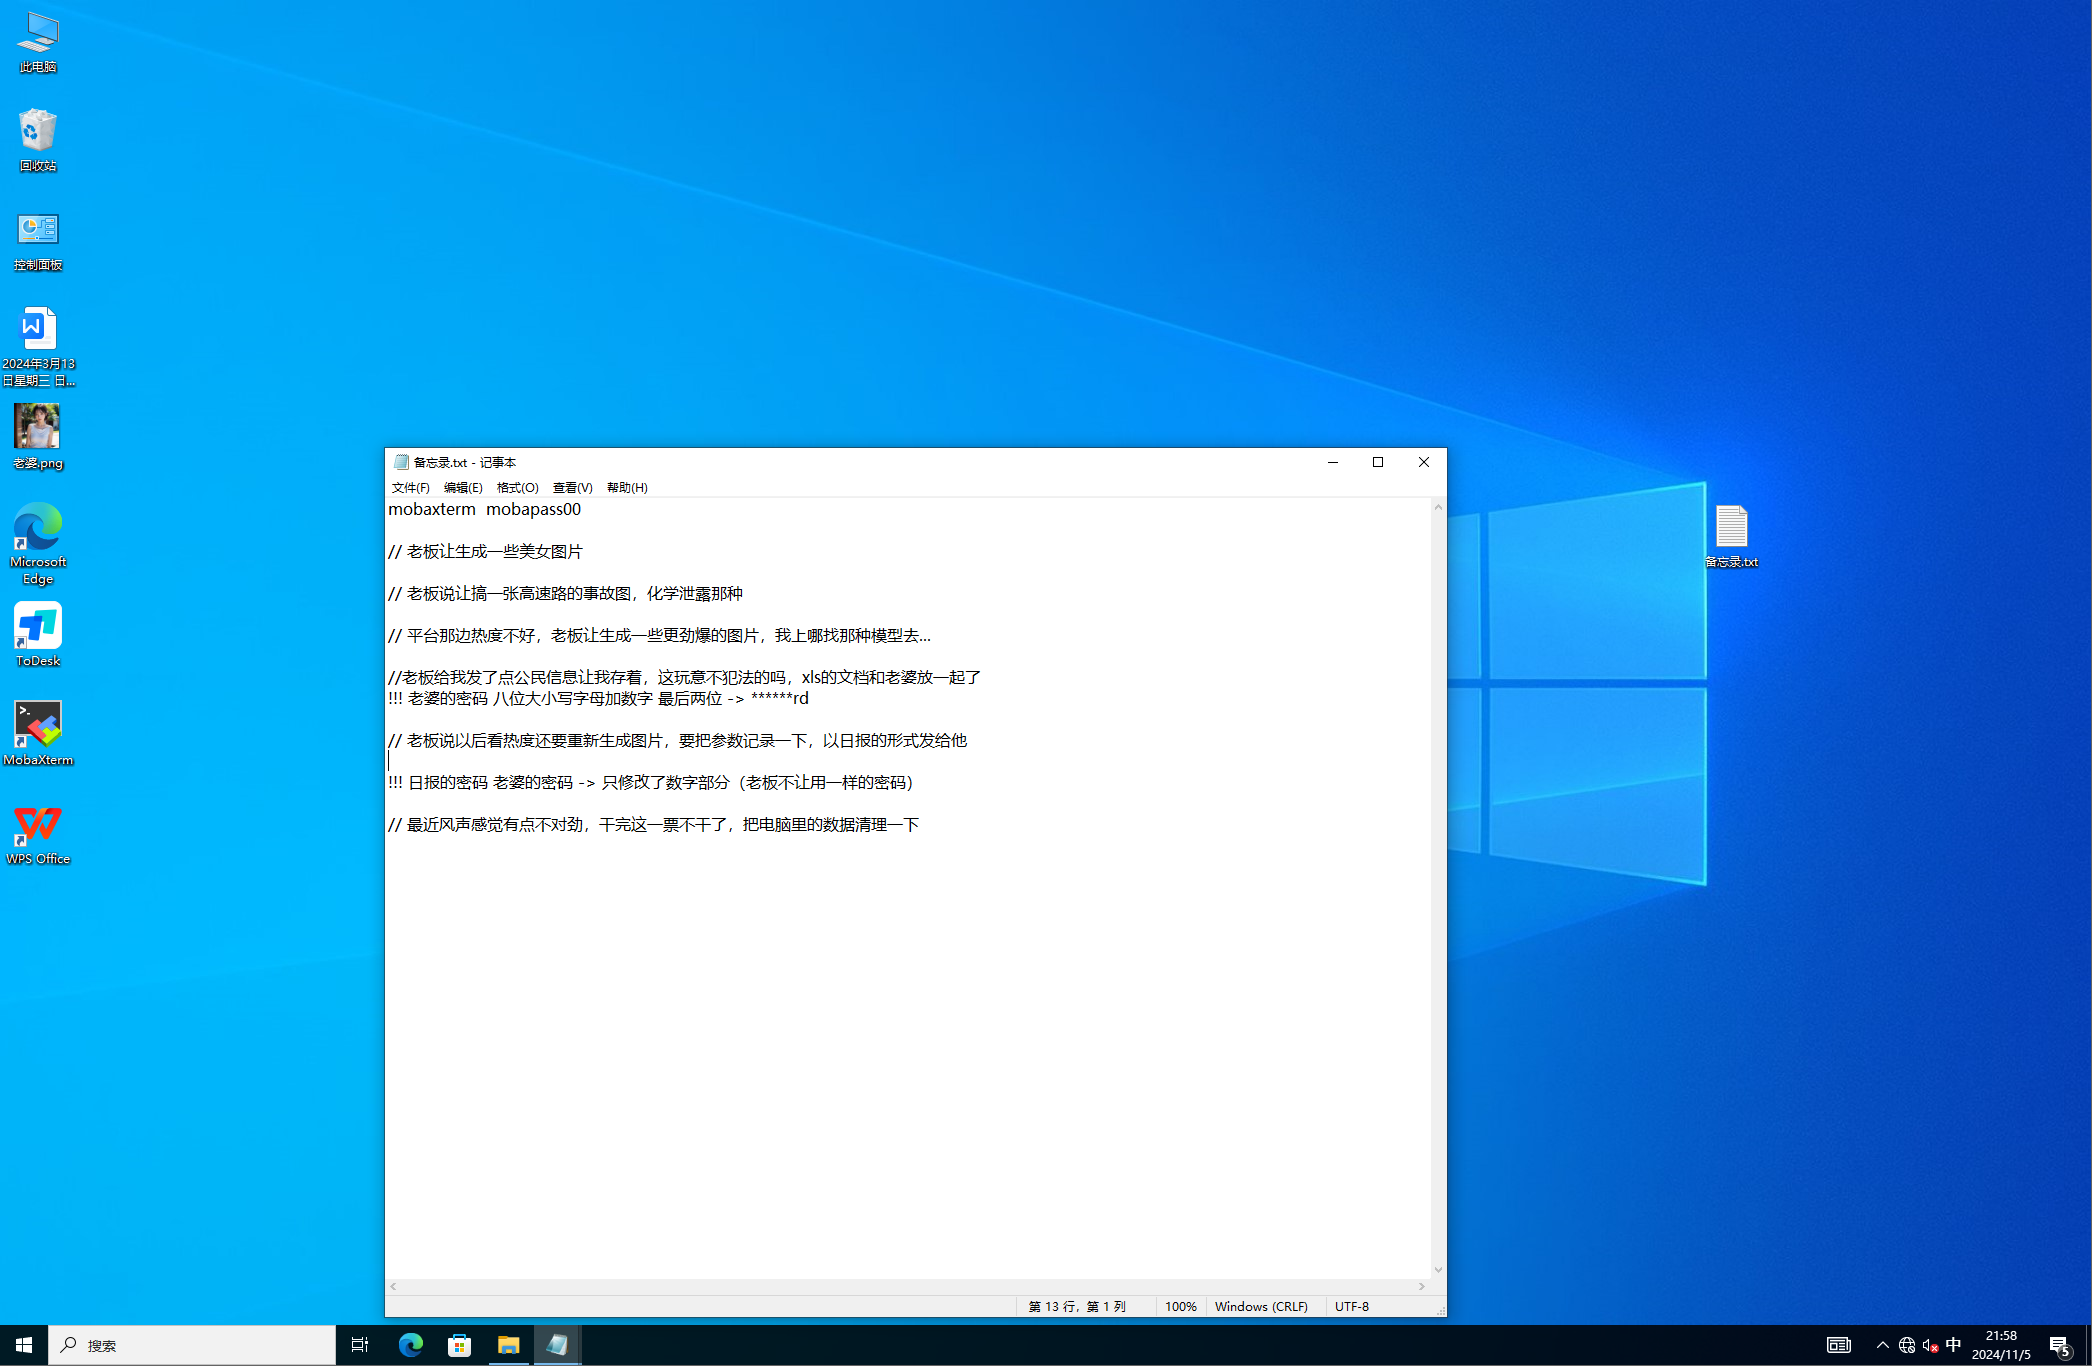 此电脑
回收站
控制面板
2024年3月13
日星期三 日...
老婆.png
Microsoft
Edge
ToDesk
MobaXterm
WPS Office
备忘录.txt - 记事本
文件(F) 编辑(E) 格式(O) 查看(V) 帮助(H)
mobaxterm mobapass00
// 老板让生成一些美女图片
// 老板说让搞一张高速路的事故图，化学泄露那种
// 平台那边热度不好，老板让生成一些更劲爆的图片，我上哪找那种模型去...
//老板给我发了点公民信息让我存着，这玩意不犯法的吗，xls的文档和老婆放一起了
!!! 老婆的密码 八位大小写字母加数字 最后两位 -> ******rd
// 老板说以后看热度还要重新生成图片，要把参数记录一下，以日报的形式发给他
!!! 日报的密码 老婆的密码 -> 只修改了数字部分（老板不让用一样的密码）
// 最近风声感觉有点不对劲，干完这一票不干了，把电脑里的数据清理一下
第 13 行，第 1 列 100% Windows (CRLF) UTF-8
备忘录.txt
搜索
中
21:58
2024/11/5
5